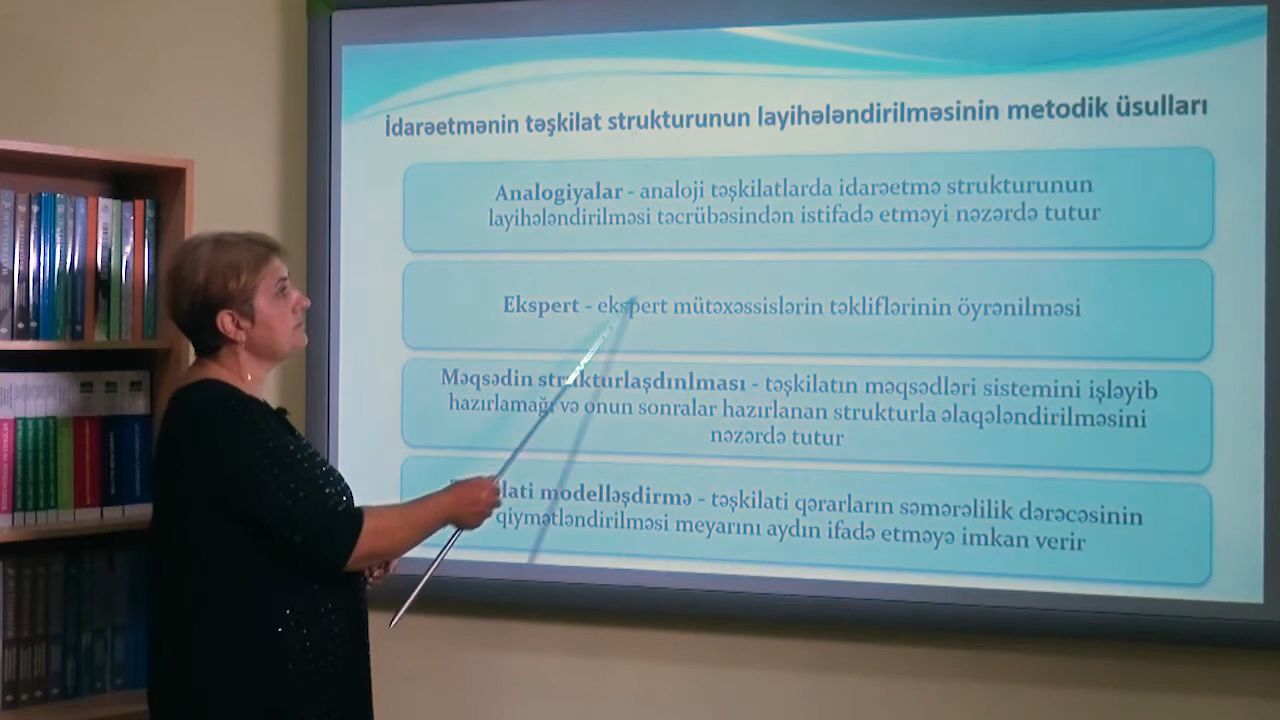 İdarəetmənin təşkilat strukturunun layihələndirilməsinin metodik üsulları
Analogiyalar - analoji təşkilatlarda idarəetmə strukturunun
layihələndirilməsi təcrübəsindən istifadə etməyi nəzərdə tutur
Ekspert - ekspert mütəxəssislərin təkliflərinin öyrənilməsi
Məqsədin strukturlaşdınlması - təşkilatın məqsədləri sistemini işləyib
hazırlamağı və onun sonralar hazırlanan strukturla əlaqələndirilməsini
nəzərdə tutur
modelləşdirmə - təşkilati qərarların səmərəlilik dərəcəsinin
qiymətləndirilməsi meyarını aydın ifadə etməyə imkan verir